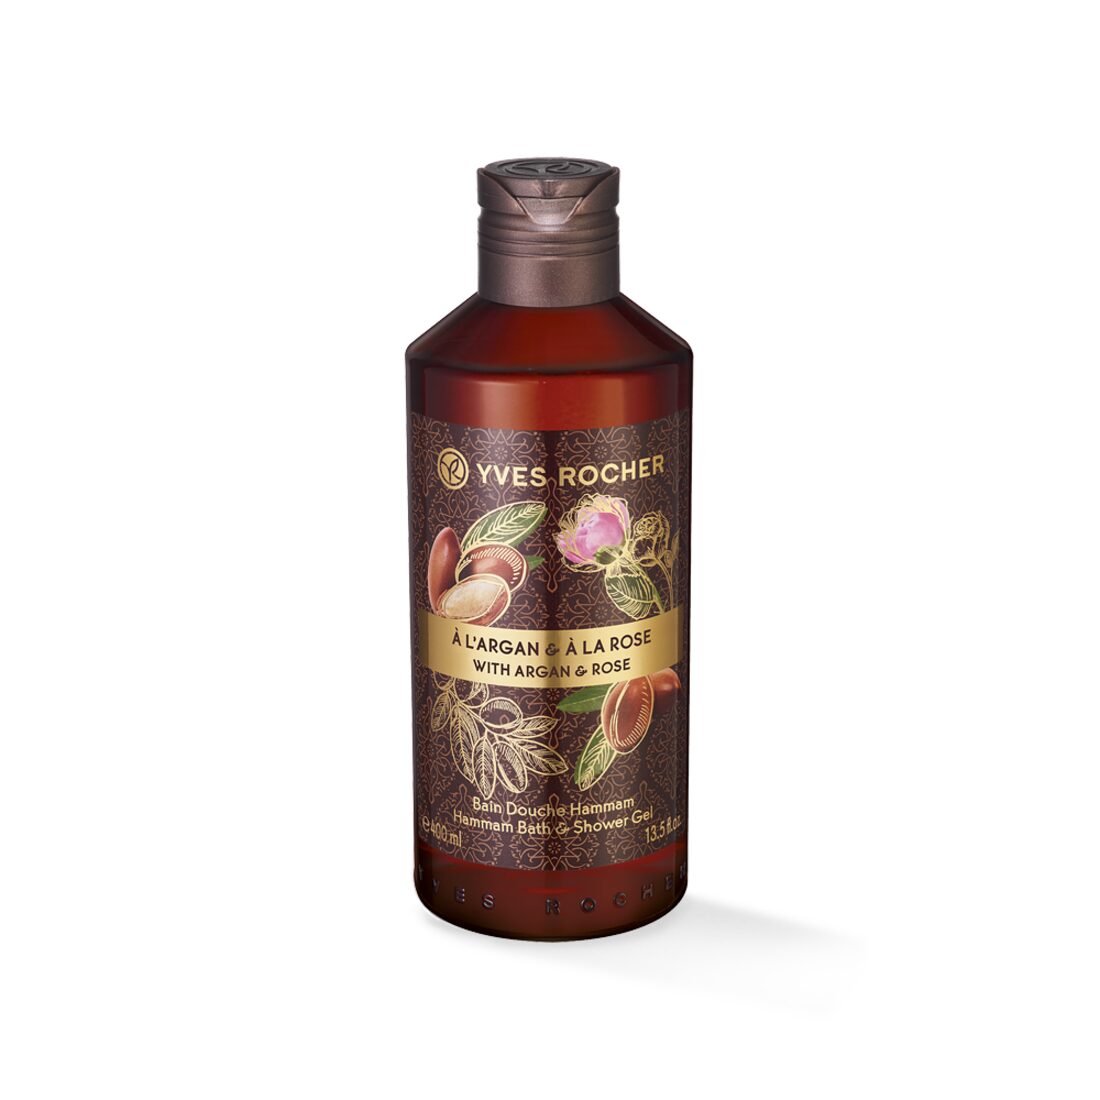 YVES ROCHER
À L'ARGAN & À LA ROSE
WITH ARGAN & ROSE
Bain Douche Hammam
Hammam Bath & Shower Gel
e 400 ml 13.5 fl.oz.
YVES ROCHER